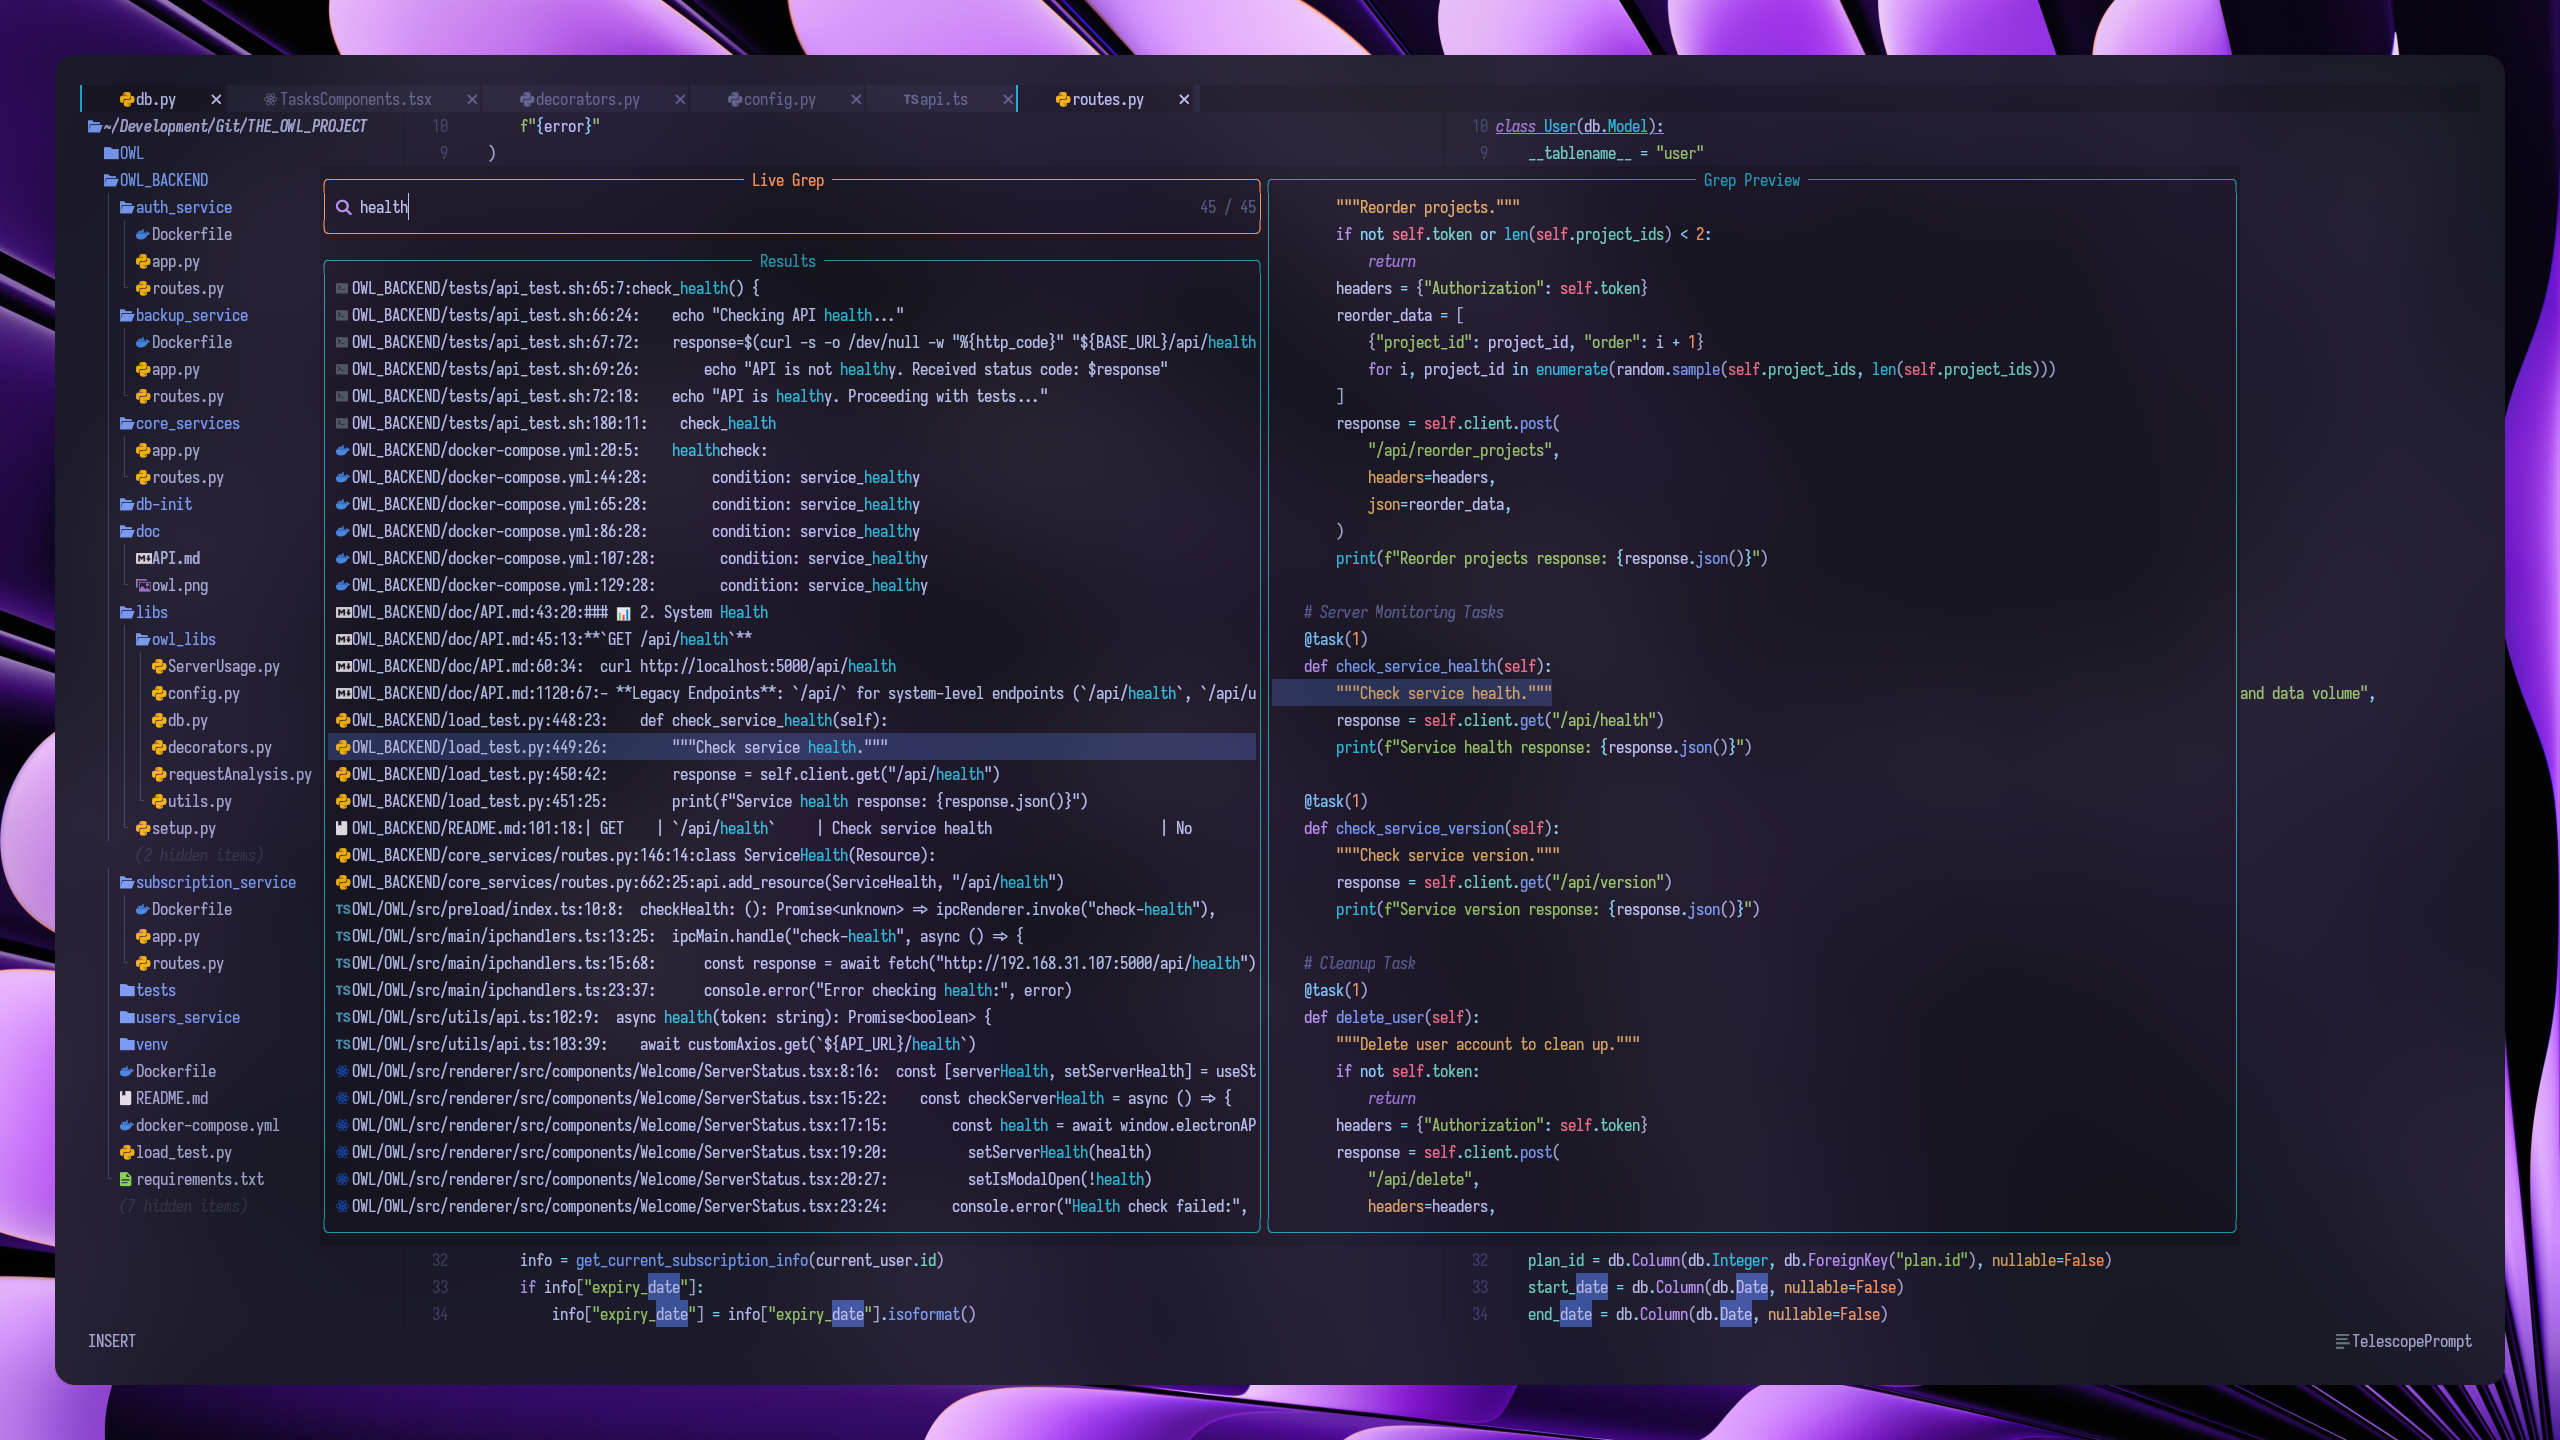 db.py
TasksComponents.tsx
decorators.py
config.py
TS api.ts
routes.py
~/Development/Git/THE_OWL_PROJECT
OWL
OWL_BACKEND
auth_service
Dockerfile
app.py
routes.py
backup_service
Dockerfile
app.py
routes.py
core_services
app.py
routes.py
db-init
doc
API.md
owl.png
libs
owl_libs
ServerUsage.py
config.py
db.py
decorators.py
requestAnalysis.py
utils.py
setup.py
(2 hidden items)
subscription_service
Dockerfile
app.py
routes.py
tests
users_service
venv
Dockerfile
README.md
docker-compose.yml
load_test.py
requirements.txt
(7 hidden items)
10 f"{error}"
9 )
Live Grep
health 45 / 45
Results
OWL_BACKEND/tests/api_test.sh:65:7:check_health() {
OWL_BACKEND/tests/api_test.sh:66:24: echo "Checking API health..."
OWL_BACKEND/tests/api_test.sh:67:72: response=$(curl -s -o /dev/null -w "%{http_code}" "${BASE_URL}/api/health
OWL_BACKEND/tests/api_test.sh:69:26: echo "API is not healthy. Received status code: $response"
OWL_BACKEND/tests/api_test.sh:72:18: echo "API is healthy. Proceeding with tests..."
OWL_BACKEND/tests/api_test.sh:180:11: check_health
OWL_BACKEND/docker-compose.yml:20:5: healthcheck:
OWL_BACKEND/docker-compose.yml:44:28: condition: service_healthy
OWL_BACKEND/docker-compose.yml:65:28: condition: service_healthy
OWL_BACKEND/docker-compose.yml:86:28: condition: service_healthy
OWL_BACKEND/docker-compose.yml:107:28: condition: service_healthy
OWL_BACKEND/docker-compose.yml:129:28: condition: service_healthy
OWL_BACKEND/doc/API.md:43:20:### 📊 2. System Health
OWL_BACKEND/doc/API.md:45:13:**`GET /api/health`**
OWL_BACKEND/doc/API.md:60:34: curl http://localhost:5000/api/health
OWL_BACKEND/doc/API.md:1120:67:- **Legacy Endpoints**: `/api/` for system-level endpoints (`/api/health`, `/api/u
OWL_BACKEND/load_test.py:448:23: def check_service_health(self):
OWL_BACKEND/load_test.py:449:26: """Check service health."""
OWL_BACKEND/load_test.py:450:42: response = self.client.get("/api/health")
OWL_BACKEND/load_test.py:451:25: print(f"Service health response: {response.json()}")
OWL_BACKEND/README.md:101:18:| GET | `/api/health` | Check service health | No
OWL_BACKEND/core_services/routes.py:146:14:class ServiceHealth(Resource):
OWL_BACKEND/core_services/routes.py:662:25:api.add_resource(ServiceHealth, "/api/health")
TS OWL/OWL/src/preload/index.ts:10:8: checkHealth: (): Promise<unknown> => ipcRenderer.invoke("check-health"),
TS OWL/OWL/src/main/ipchandlers.ts:13:25: ipcMain.handle("check-health", async () => {
TS OWL/OWL/src/main/ipchandlers.ts:15:68: const response = await fetch("http://192.168.31.107:5000/api/health")
TS OWL/OWL/src/main/ipchandlers.ts:23:37: console.error("Error checking health:", error)
TS OWL/OWL/src/utils/api.ts:102:9: async health(token: string): Promise<boolean> {
TS OWL/OWL/src/utils/api.ts:103:39: await customAxios.get(`${API_URL}/health`)
OWL/OWL/src/renderer/src/components/Welcome/ServerStatus.tsx:8:16: const [serverHealth, setServerHealth] = useSt
OWL/OWL/src/renderer/src/components/Welcome/ServerStatus.tsx:15:22: const checkServerHealth = async () => {
OWL/OWL/src/renderer/src/components/Welcome/ServerStatus.tsx:17:15: const health = await window.electronAP
OWL/OWL/src/renderer/src/components/Welcome/ServerStatus.tsx:19:20: setServerHealth(health)
OWL/OWL/src/renderer/src/components/Welcome/ServerStatus.tsx:20:27: setIsModalOpen(!health)
OWL/OWL/src/renderer/src/components/Welcome/ServerStatus.tsx:23:24: console.error("Health check failed:",
32 info = get_current_subscription_info(current_user.id)
33 if info["expiry_date"]:
34 info["expiry_date"] = info["expiry_date"].isoformat()
10 class User(db.Model):
9 __tablename__ = "user"
Grep Preview
"""Reorder projects."""
if not self.token or len(self.project_ids) < 2:
return
headers = {"Authorization": self.token}
reorder_data = [
{"project_id": project_id, "order": i + 1}
for i, project_id in enumerate(random.sample(self.project_ids, len(self.project_ids)))
]
response = self.client.post(
"/api/reorder_projects",
headers=headers,
json=reorder_data,
)
print(f"Reorder projects response: {response.json()}")
# Server Monitoring Tasks
@task(1)
def check_service_health(self):
"""Check service health."""
and data volume",
response = self.client.get("/api/health")
print(f"Service health response: {response.json()}")
@task(1)
def check_service_version(self):
"""Check service version."""
response = self.client.get("/api/version")
print(f"Service version response: {response.json()}")
# Cleanup Task
@task(1)
def delete_user(self):
"""Delete user account to clean up."""
if not self.token:
return
headers = {"Authorization": self.token}
response = self.client.post(
"/api/delete",
headers=headers,
32 plan_id = db.Column(db.Integer, db.ForeignKey("plan.id"), nullable=False)
33 start_date = db.Column(db.Date, nullable=False)
34 end_date = db.Column(db.Date, nullable=False)
INSERT
TelescopePrompt